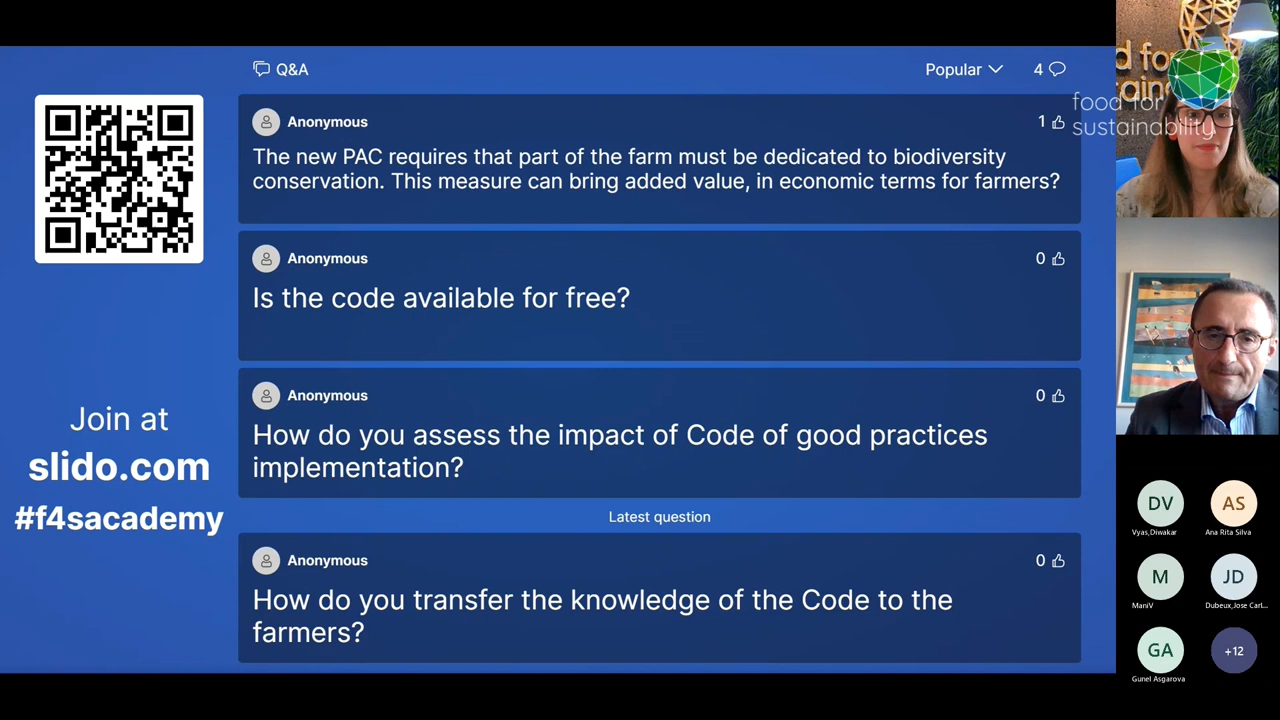 Q&A
Popular
4
Anonymous
1
The new PAC requires that part of the farm must be dedicated to biodiversity
conservation. This measure can bring added value, in economic terms for farmers?
Anonymous
0
Is the code available for free?
Anonymous
0
How do you assess the impact of Code of good practices
implementation?
Latest question
Anonymous
0
How do you transfer the knowledge of the Code to the
farmers?
Join at
slido.com
#f4sacademy
food for
sustainability
DV
AS
Vyas,Diwakar
Ana Rita Silva
M
JD
ManiV
Dubeux,Jose Carl...
GA
+12
Gunel Asgarova